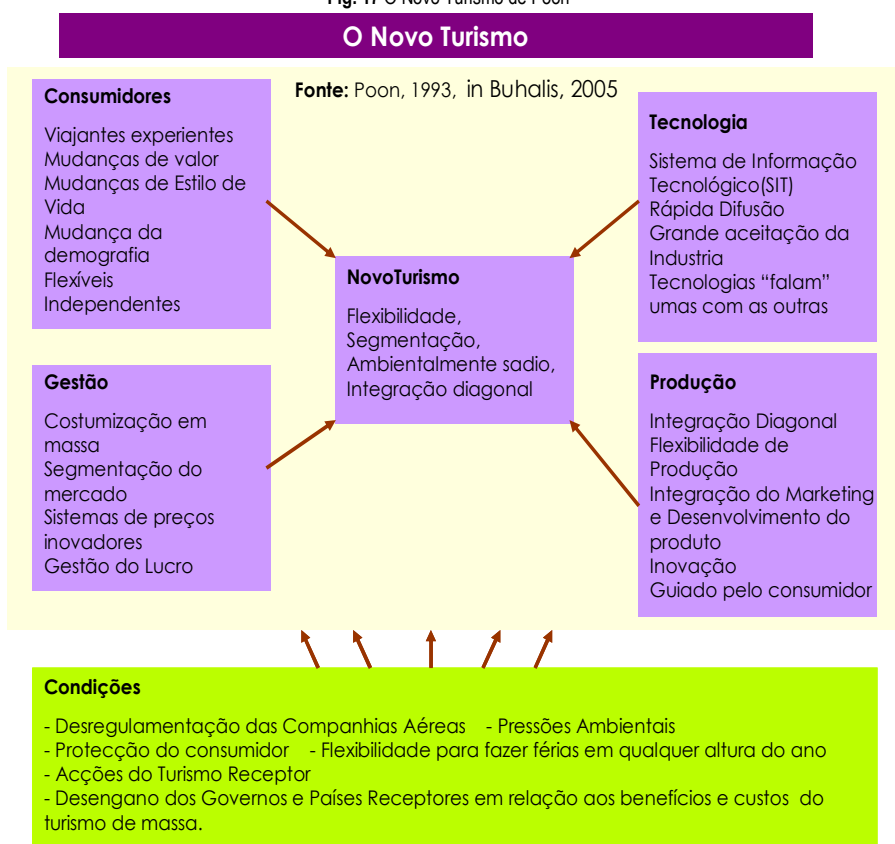 Fig. 17 O Novo Turismo de Poon
O Novo Turismo
Fonte: Poon, 1993, in Buhalis, 2005
Consumidores
Viajantes experientes
Mudanças de valor
Mudanças de Estilo de
Vida
Mudança da
demografia
Flexíveis
Independentes
Tecnologia
Sistema de Informação
Tecnológico(SIT)
Rápida Difusão
Grande aceitação da
Industria
Tecnologias “falam”
umas com as outras
NovoTurismo
Flexibilidade,
Segmentação,
Ambientalmente sadio,
Integração diagonal
Gestão
Costumização em
massa
Segmentação do
mercado
Sistemas de preços
inovadores
Gestão do Lucro
Produção
Integração Diagonal
Flexibilidade de
Produção
Integração do Marketing
e Desenvolvimento do
produto
Inovação
Guiado pelo consumidor
Condições
- Desregulamentação das Companhias Aéreas - Pressões Ambientais
- Protecção do consumidor - Flexibilidade para fazer férias em qualquer altura do ano
- Acções do Turismo Receptor
- Desengano dos Governos e Países Receptores em relação aos benefícios e custos do
turismo de massa.